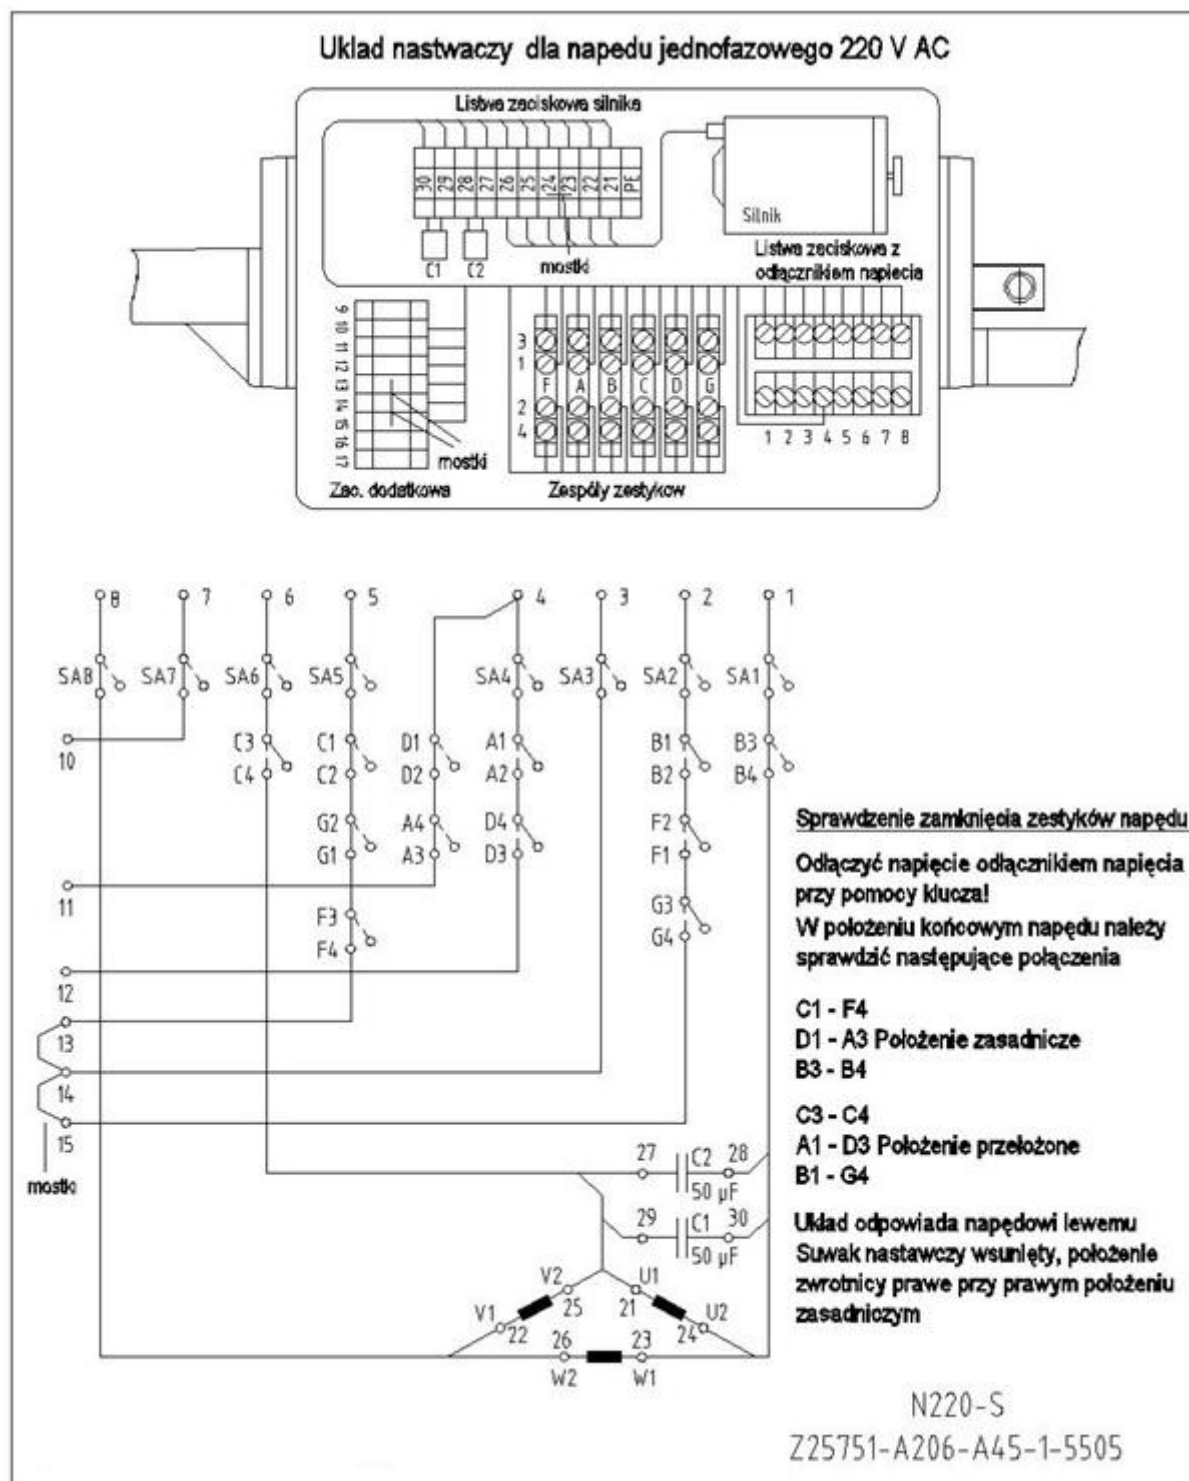 Uklad nastwaczy dla napedu jednofazowego 220 V AC
Listwa zaciskowa silnika
30 29 28 27 26 25 24 23 22 21 PE
Silnik
C1 C2
mostki
Listwa zaciskowa z
odłącznikiem napiecia
9 10 11 12 13 14 15 16 17
mostki
Zac. dodatkowa
3
1
F A B C D G
2
4
Zespóly zestykow
1 2 3 4 5 6 7 8
8 7 6 5 4 3 2 1
SA8 SA7 SA6 SA5 SA4 SA3 SA2 SA1
10
C3 C1 D1 A1 B1 B3
C4 C2 D2 A2 B2 B4
G2 A4 D4 F2
G1 A3 D3 F1
11
F3 G3
F4 G4
12
13
14
15
mostki
Sprawdzenie zamknięcia zestyków napędu
Odłączyć napięcie odłącznikiem napięcia
przy pomocy klucza!
W położeniu końcowym napędu należy
sprawdzić następujące połączenia
C1 - F4
D1 - A3 Położenie zasadnicze
B3 - B4
C3 - C4
A1 - D3 Położenie przełożone
B1 - G4
27 C2 28
50 µF
29 C1 30
50 µF
Układ odpowiada napędowi lewemu
Suwak nastawczy wsunięty, położenie
zwrotnicy prawe przy prawym położeniu
zasadniczym
V2 U1
25 21
V1 U2
22 24
26 23
W2 W1
N220-S
Z25751-A206-A45-1-5505